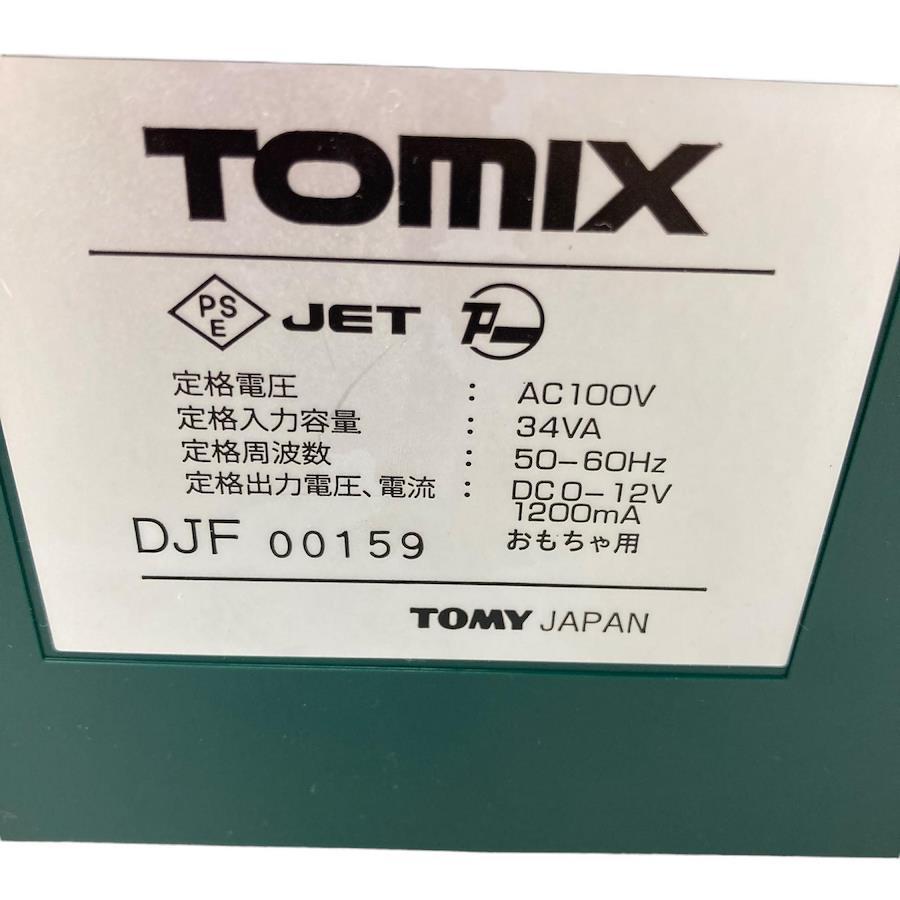 TOMIX
PS E JET
定格電圧 : AC100V
定格入力容量 : 34VA
定格周波数 : 50-60Hz
定格出力電圧、電流 : DC0-12V
1200mA
DJF 00159 おもちゃ用
TOMY JAPAN